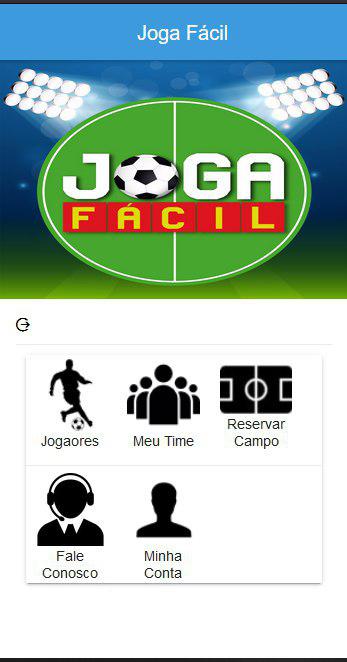 Joga Fácil
JOGA
FÁCIL
Jogaores
Meu Time
Reservar
Campo
Fale
Conosco
Minha
Conta